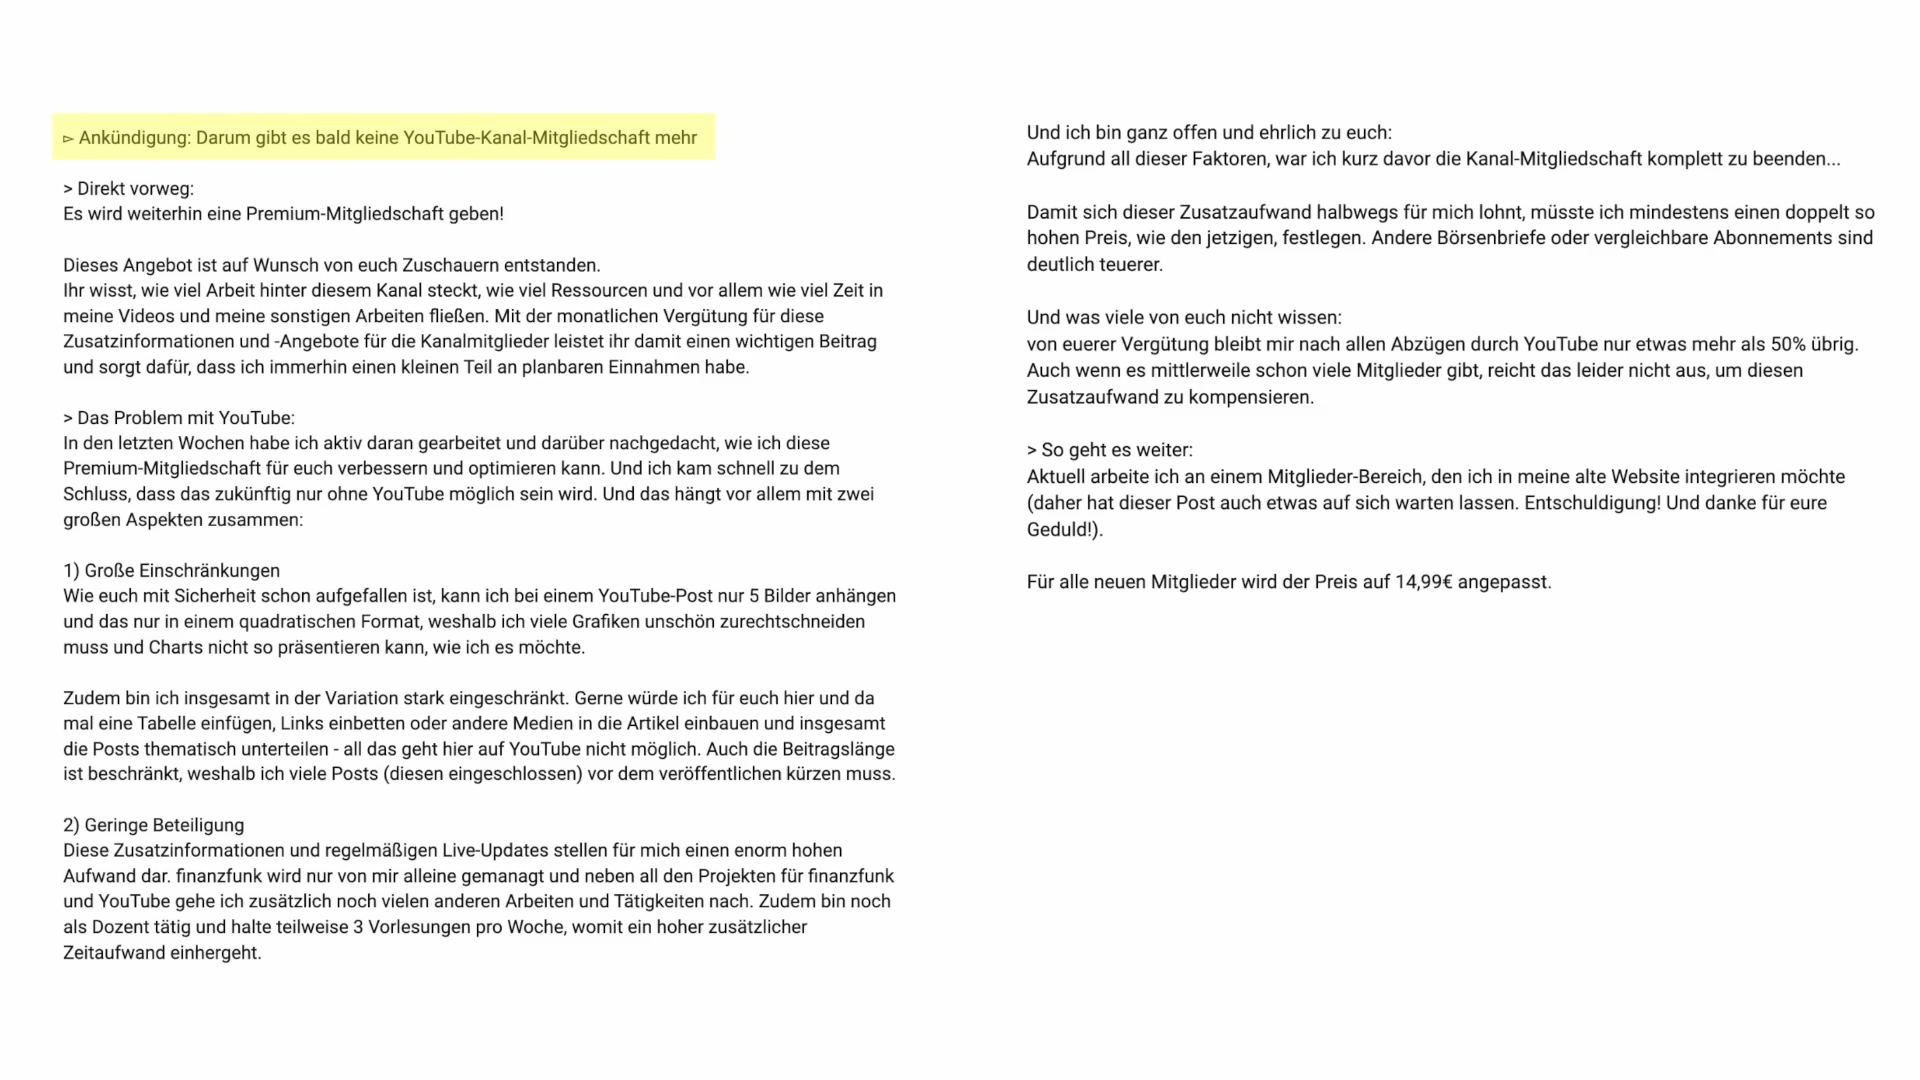 ▻ Ankündigung: Darum gibt es bald keine YouTube-Kanal-Mitgliedschaft mehr
> Direkt vorweg:
Es wird weiterhin eine Premium-Mitgliedschaft geben!
Dieses Angebot ist auf Wunsch von euch Zuschauern entstanden.
Ihr wisst, wie viel Arbeit hinter diesem Kanal steckt, wie viel Ressourcen und vor allem wie viel Zeit in
meine Videos und meine sonstigen Arbeiten fließen. Mit der monatlichen Vergütung für diese
Zusatzinformationen und -Angebote für die Kanalmitglieder leistet ihr damit einen wichtigen Beitrag
und sorgt dafür, dass ich immerhin einen kleinen Teil an planbaren Einnahmen habe.
> Das Problem mit YouTube:
In den letzten Wochen habe ich aktiv daran gearbeitet und darüber nachgedacht, wie ich diese
Premium-Mitgliedschaft für euch verbessern und optimieren kann. Und ich kam schnell zu dem
Schluss, dass das zukünftig nur ohne YouTube möglich sein wird. Und das hängt vor allem mit zwei
großen Aspekten zusammen:
1) Große Einschränkungen
Wie euch mit Sicherheit schon aufgefallen ist, kann ich bei einem YouTube-Post nur 5 Bilder anhängen
und das nur in einem quadratischen Format, weshalb ich viele Grafiken unschön zurechtschneiden
muss und Charts nicht so präsentieren kann, wie ich es möchte.
Zudem bin ich insgesamt in der Variation stark eingeschränkt. Gerne würde ich für euch hier und da
mal eine Tabelle einfügen, Links einbetten oder andere Medien in die Artikel einbauen und insgesamt
die Posts thematisch unterteilen - all das geht hier auf YouTube nicht möglich. Auch die Beitragslänge
ist beschränkt, weshalb ich viele Posts (diesen eingeschlossen) vor dem veröffentlichen kürzen muss.
2) Geringe Beteiligung
Diese Zusatzinformationen und regelmäßigen Live-Updates stellen für mich einen enorm hohen
Aufwand dar. finanzfunk wird nur von mir alleine gemanagt und neben all den Projekten für finanzfunk
und YouTube gehe ich zusätzlich noch vielen anderen Arbeiten und Tätigkeiten nach. Zudem bin noch
als Dozent tätig und halte teilweise 3 Vorlesungen pro Woche, womit ein hoher zusätzlicher
Zeitaufwand einhergeht.
Und ich bin ganz offen und ehrlich zu euch:
Aufgrund all dieser Faktoren, war ich kurz davor die Kanal-Mitgliedschaft komplett zu beenden...
Damit sich dieser Zusatzaufwand halbwegs für mich lohnt, müsste ich mindestens einen doppelt so
hohen Preis, wie den jetzigen, festlegen. Andere Börsenbriefe oder vergleichbare Abonnements sind
deutlich teuerer.
Und was viele von euch nicht wissen:
von euerer Vergütung bleibt mir nach allen Abzügen durch YouTube nur etwas mehr als 50% übrig.
Auch wenn es mittlerweile schon viele Mitglieder gibt, reicht das leider nicht aus, um diesen
Zusatzaufwand zu kompensieren.
> So geht es weiter:
Aktuell arbeite ich an einem Mitglieder-Bereich, den ich in meine alte Website integrieren möchte
(daher hat dieser Post auch etwas auf sich warten lassen. Entschuldigung! Und danke für eure
Geduld!).
Für alle neuen Mitglieder wird der Preis auf 14,99€ angepasst.